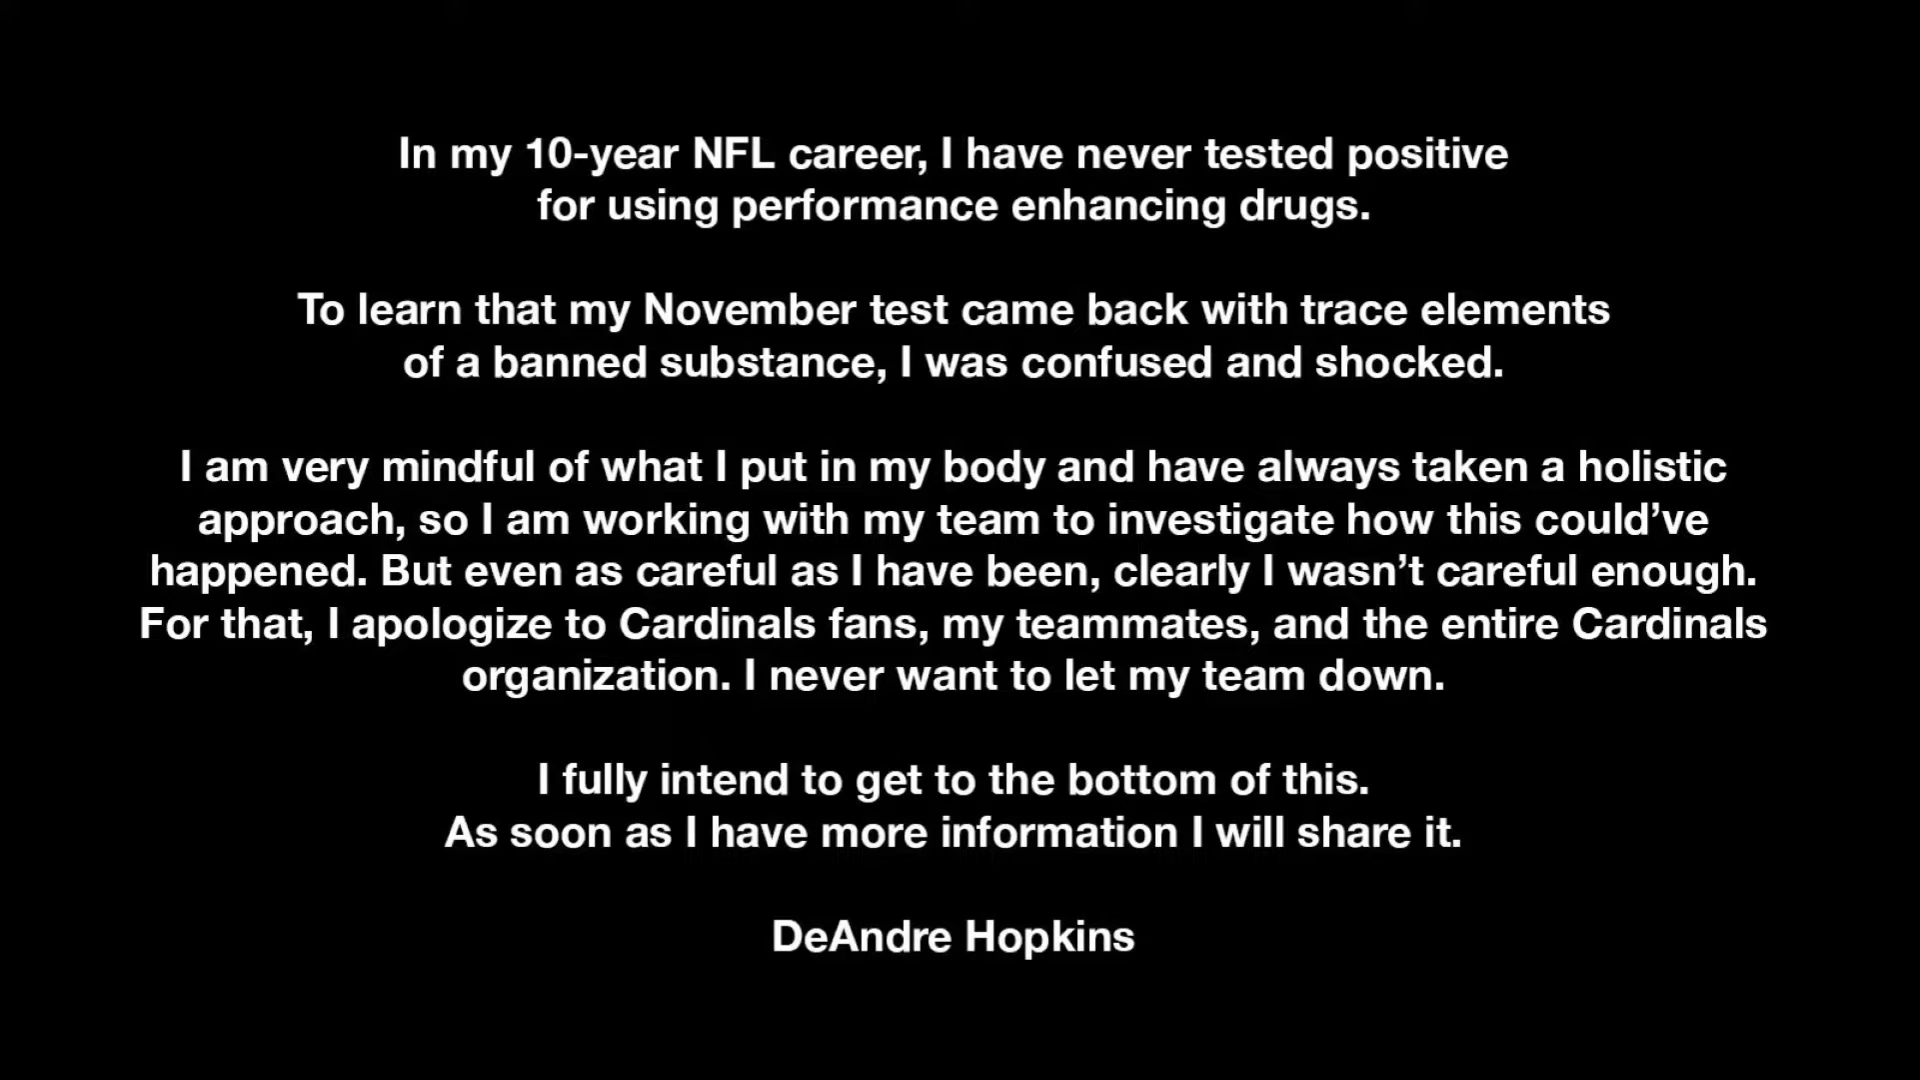 In my 10-year NFL career, I have never tested positive
for using performance enhancing drugs.
To learn that my November test came back with trace elements
of a banned substance, I was confused and shocked.
I am very mindful of what I put in my body and have always taken a holistic
approach, so I am working with my team to investigate how this could’ve
happened. But even as careful as I have been, clearly I wasn’t careful enough.
For that, I apologize to Cardinals fans, my teammates, and the entire Cardinals
organization. I never want to let my team down.
I fully intend to get to the bottom of this.
As soon as I have more information I will share it.
DeAndre Hopkins